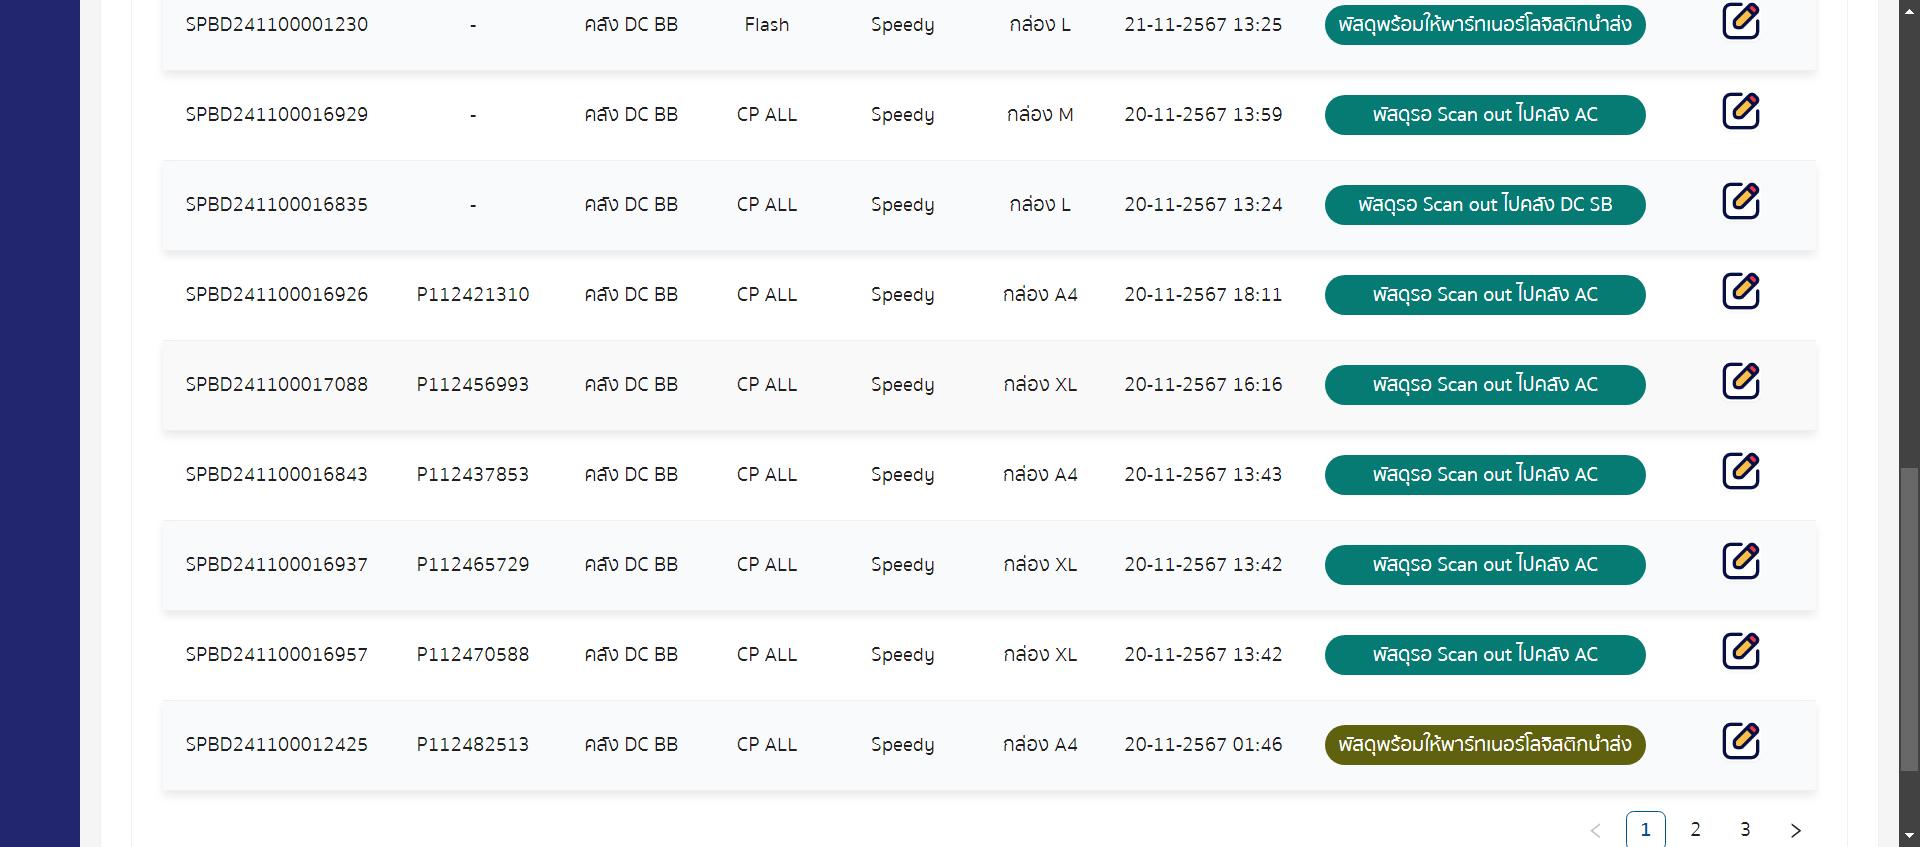 SPBD241100001230 - คลัง DC BB Flash Speedy กล่อง L 21-11-2567 13:25 พัสดุพร้อมให้พาร์ทเนอร์โลจิสติกนำส่ง
SPBD241100016929 - คลัง DC BB CP ALL Speedy กล่อง M 20-11-2567 13:59 พัสดุรอ Scan out ไปคลัง AC
SPBD241100016835 - คลัง DC BB CP ALL Speedy กล่อง L 20-11-2567 13:24 พัสดุรอ Scan out ไปคลัง DC SB
SPBD241100016926 P112421310 คลัง DC BB CP ALL Speedy กล่อง A4 20-11-2567 18:11 พัสดุรอ Scan out ไปคลัง AC
SPBD241100017088 P112456993 คลัง DC BB CP ALL Speedy กล่อง XL 20-11-2567 16:16 พัสดุรอ Scan out ไปคลัง AC
SPBD241100016843 P112437853 คลัง DC BB CP ALL Speedy กล่อง A4 20-11-2567 13:43 พัสดุรอ Scan out ไปคลัง AC
SPBD241100016937 P112465729 คลัง DC BB CP ALL Speedy กล่อง XL 20-11-2567 13:42 พัสดุรอ Scan out ไปคลัง AC
SPBD241100016957 P112470588 คลัง DC BB CP ALL Speedy กล่อง XL 20-11-2567 13:42 พัสดุรอ Scan out ไปคลัง AC
SPBD241100012425 P112482513 คลัง DC BB CP ALL Speedy กล่อง A4 20-11-2567 01:46 พัสดุพร้อมให้พาร์ทเนอร์โลจิสติกนำส่ง
< 1 2 3 >